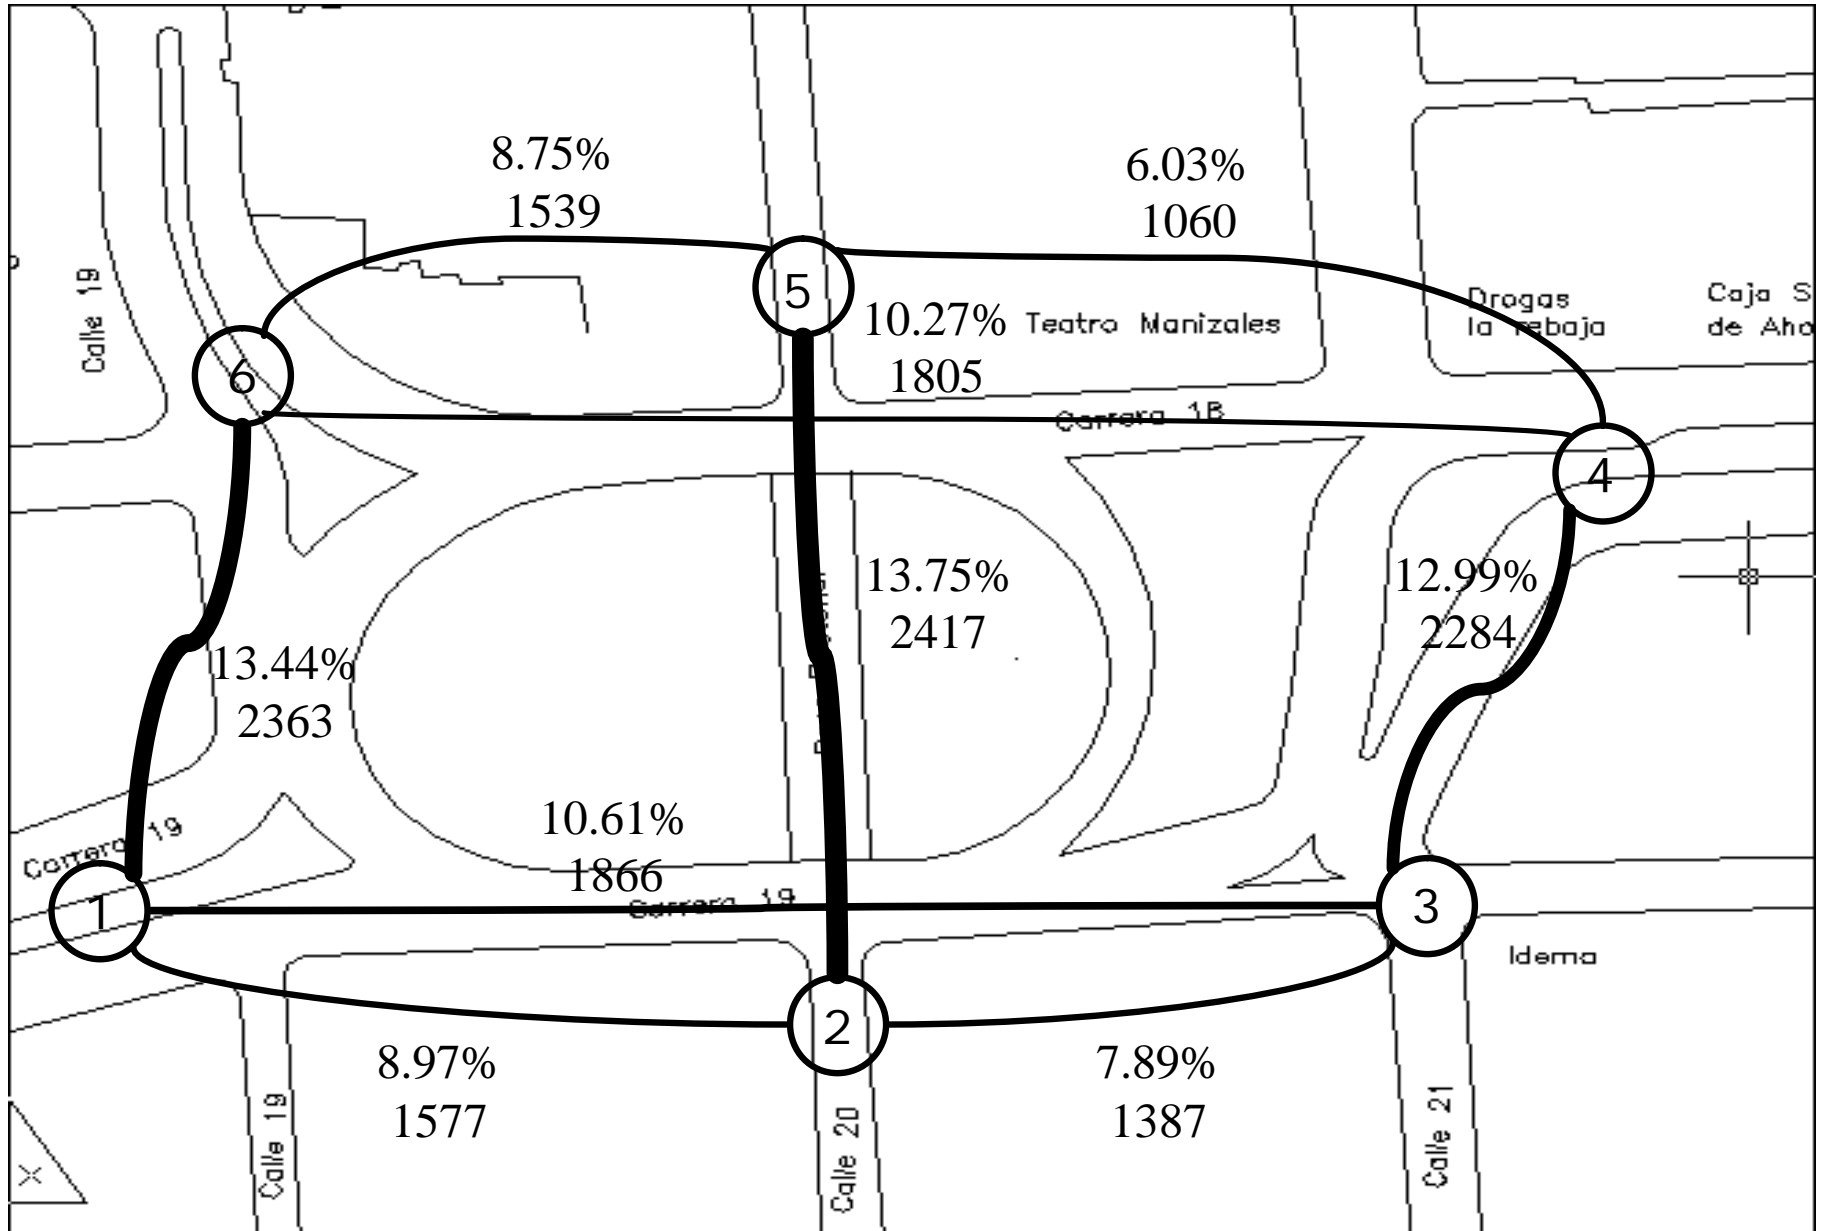 8.75%
1539
6.03%
1060
Calle 19
5
Drogas
la rebaja
Caja S
de Aho
10.27%
1805
Teatro Manizales
6
Carrera 18
4
13.75%
2417
12.99%
2284
13.44%
2363
10.61%
1866
Carrera 19
Carrera 19
1
3
Idema
2
8.97%
1577
7.89%
1387
Calle 19
Calle 20
Calle 21